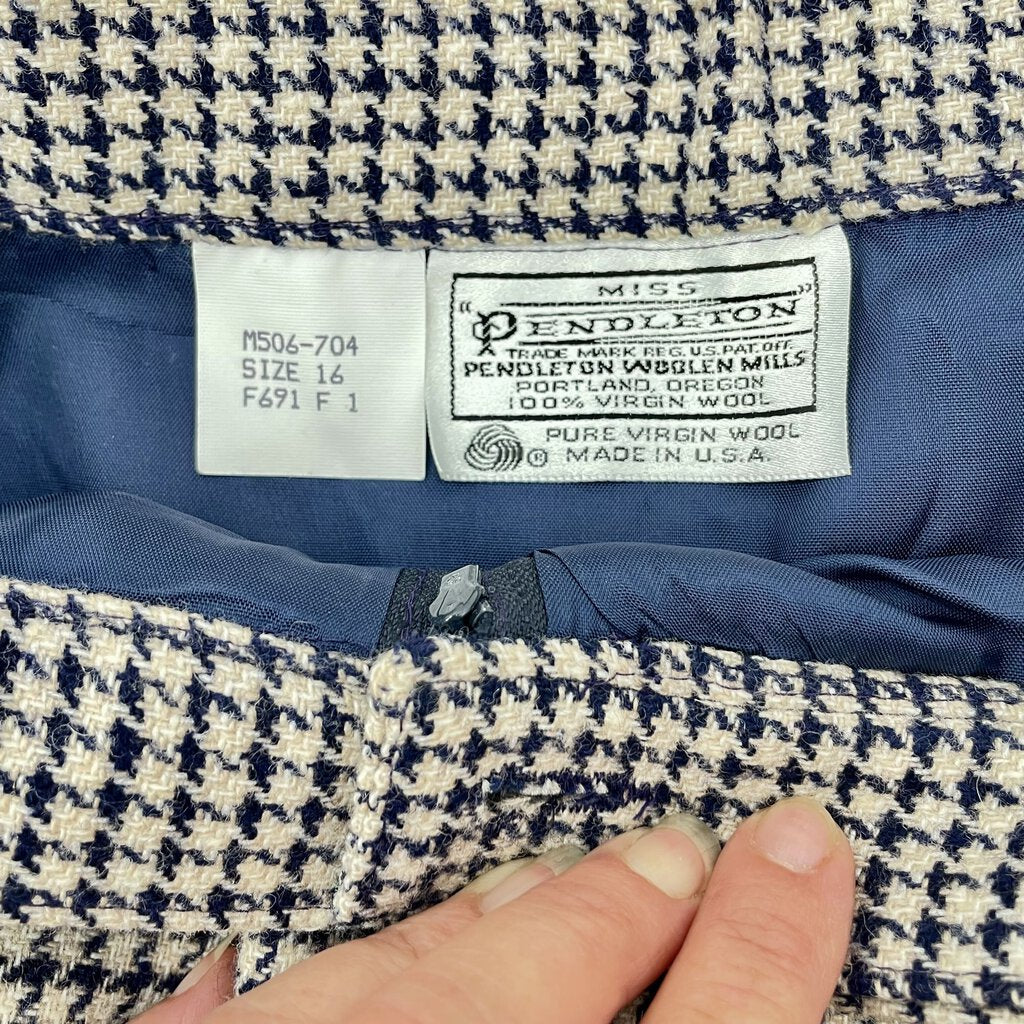 M506-704
SIZE 16
F691 F 1
MISS
"PENDLETON"
TRADE MARK REG. U.S. PAT. OFF.
PENDLETON WOOLEN MILLS
PORTLAND, OREGON
100% VIRGIN WOOL
® PURE VIRGIN WOOL
MADE IN U.S.A.